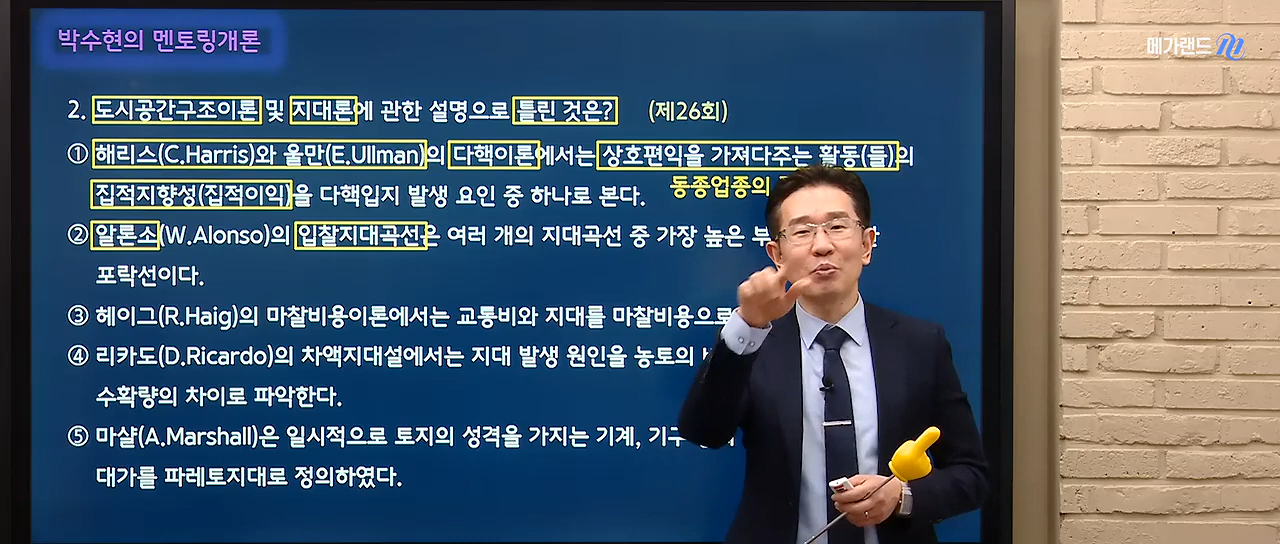 박수현의 멘토링개론
메가랜드
2. 도시공간구조이론 및 지대론에 관한 설명으로 틀린 것은? (제26회)
① 해리스(C.Harris)와 울만(E.Ullman)의 다핵이론에서는 상호편익을 가져다주는 활동(들)의
집적지향성(집적이익)을 다핵입지 발생 요인 중 하나로 본다.
동종업종의
② 알론소(W.Alonso)의 입찰지대곡선은 여러 개의 지대곡선 중 가장 높은
포락선이다.
③ 헤이그(R.Haig)의 마찰비용이론에서는 교통비와 지대를 마찰비용으로
④ 리카도(D.Ricardo)의 차액지대설에서는 지대 발생 원인을 농토의
수확량의 차이로 파악한다.
⑤ 마샬(A.Marshall)은 일시적으로 토지의 성격을 가지는 기계, 기구
대가를 파레토지대로 정의하였다.